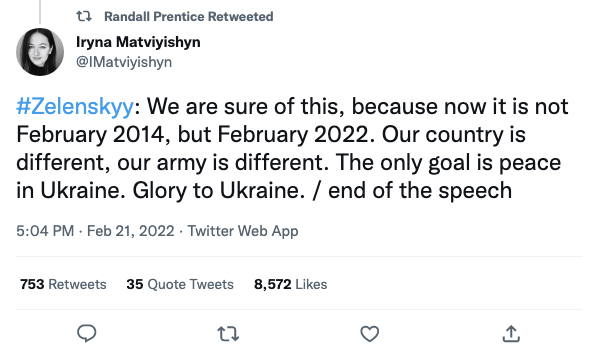 Randall Prentice Retweeted
Iryna Matviyishyn
@IMatviyishyn
#Zelenskyy: We are sure of this, because now it is not
February 2014, but February 2022. Our country is
different, our army is different. The only goal is peace
in Ukraine. Glory to Ukraine. / end of the speech
5:04 PM · Feb 21, 2022 · Twitter Web App
753 Retweets 35 Quote Tweets 8,572 Likes